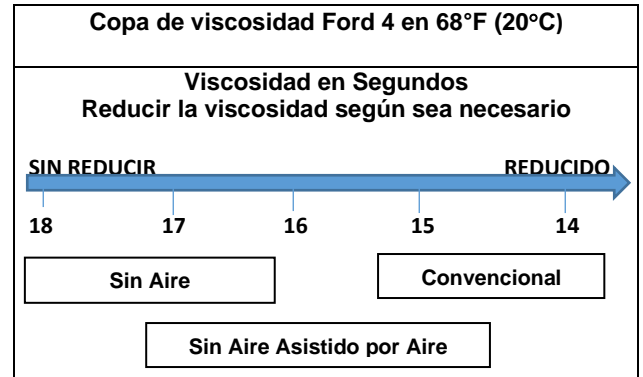 Copa de viscosidad Ford 4 en 68°F (20°C)
Viscosidad en Segundos
Reducir la viscosidad según sea necesario
SIN REDUCIR REDUCIDO
18 17 16 15 14
Sin Aire Convencional
Sin Aire Asistido por Aire